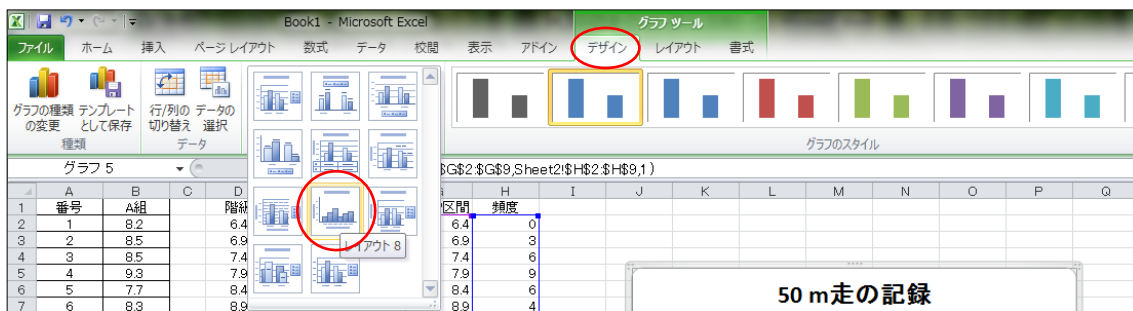 Book1 - Microsoft Excel
グラフ ツール
ファイル ホーム 挿入 ページ レイアウト 数式 データ 校閲 表示 アドイン デザイン レイアウト 書式
グラフの種類 テンプレート 行/列の データの
の変更 として保存 切り替え 選択
種類 データ グラフのスタイル
グラフ 5 $G$2:$G$9,Sheet2!$H$2:$H$9,1)
A B C D H I J K L M N O P Q
1 番号 A組 区間 頻度
2 1 8.2 6.4 6.4 0
3 2 8.5 6.9 6.9 3
4 3 8.5 7.4 7.4 6
5 4 9.3 7.9 7.9 9
6 5 7.7 8.4 8.4 6
7 6 8.3 8.9 8.9 4
レイアウト 8
50 m走の記録